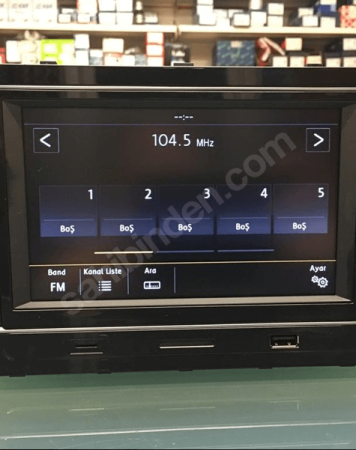 --:--
<
104.5 MHz
>
1 2 3 4 5
Boş Boş Boş Boş Boş
Band Kanal Liste Ara Ayar
FM
sahibinden.com